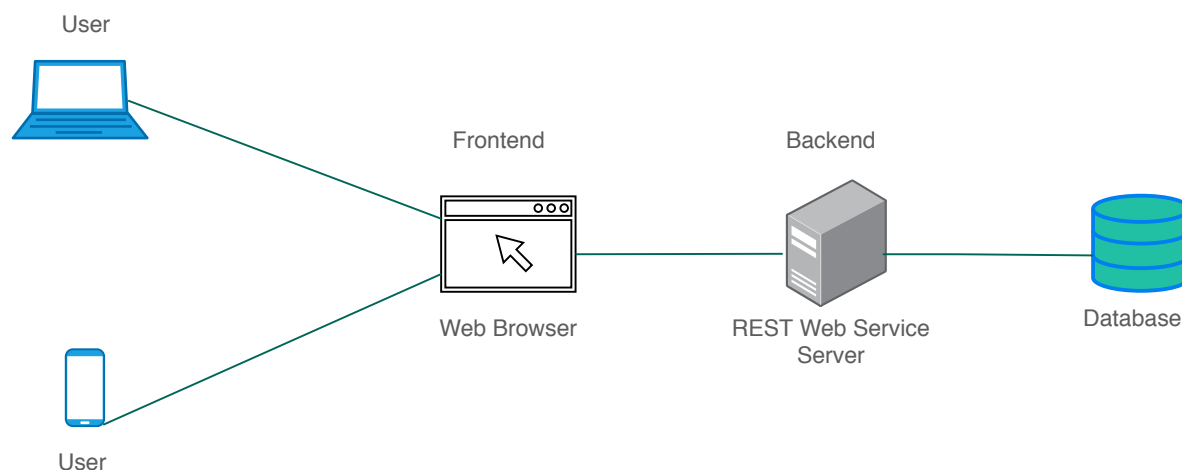 User
Frontend
Backend
Web Browser
REST Web Service
Server
Database
User